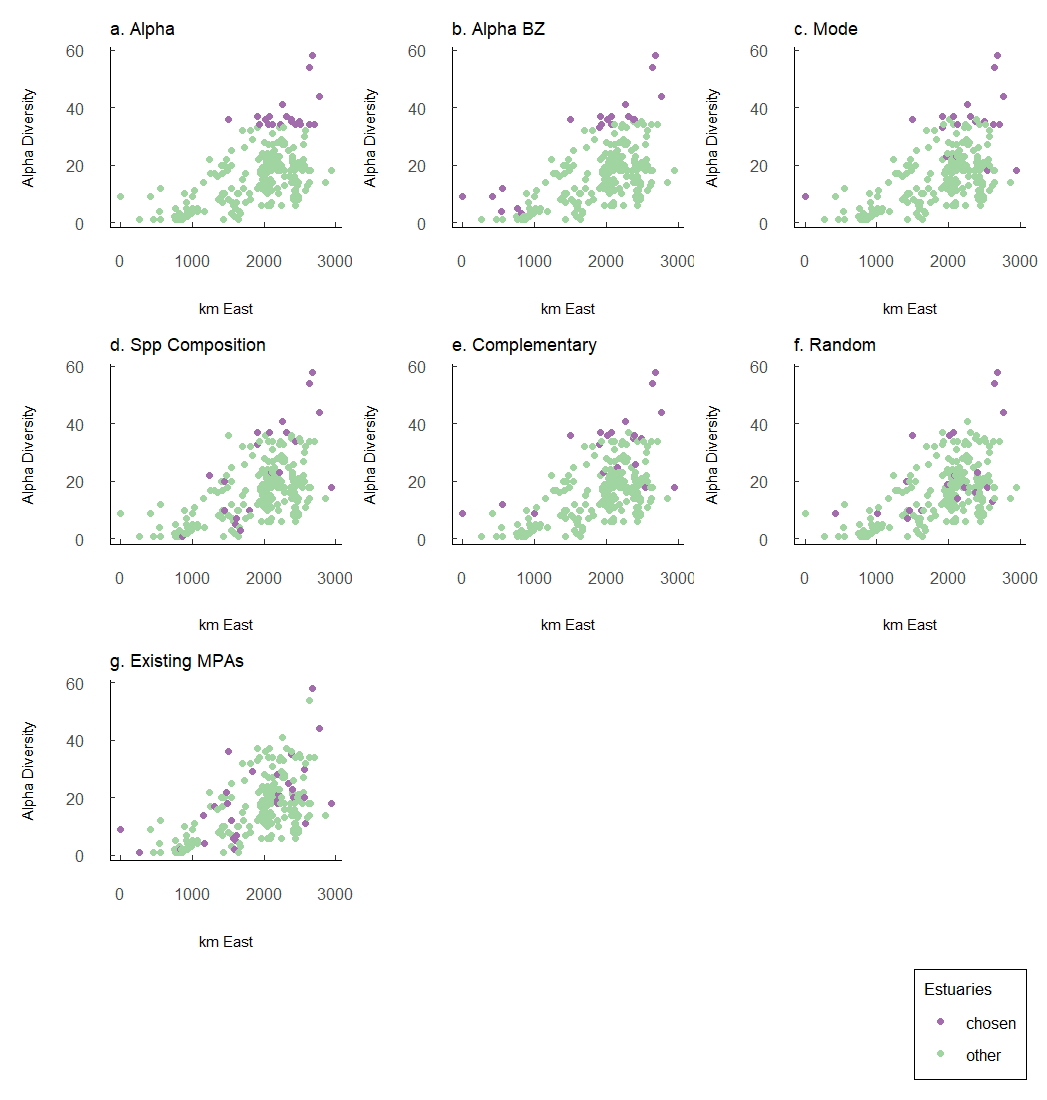 a. Alpha
b. Alpha BZ
c. Mode
60
40
20
0
Alpha Diversity
0 1000 2000 3000
km East
60
40
20
0
Alpha Diversity
0 1000 2000 3000
km East
60
40
20
0
Alpha Diversity
0 1000 2000 3000
km East
d. Spp Composition
e. Complementary
f. Random
60
40
20
0
Alpha Diversity
0 1000 2000 3000
km East
60
40
20
0
Alpha Diversity
0 1000 2000 3000
km East
60
40
20
0
Alpha Diversity
0 1000 2000 3000
km East
g. Existing MPAs
60
40
20
0
Alpha Diversity
0 1000 2000 3000
km East
Estuaries
chosen
other